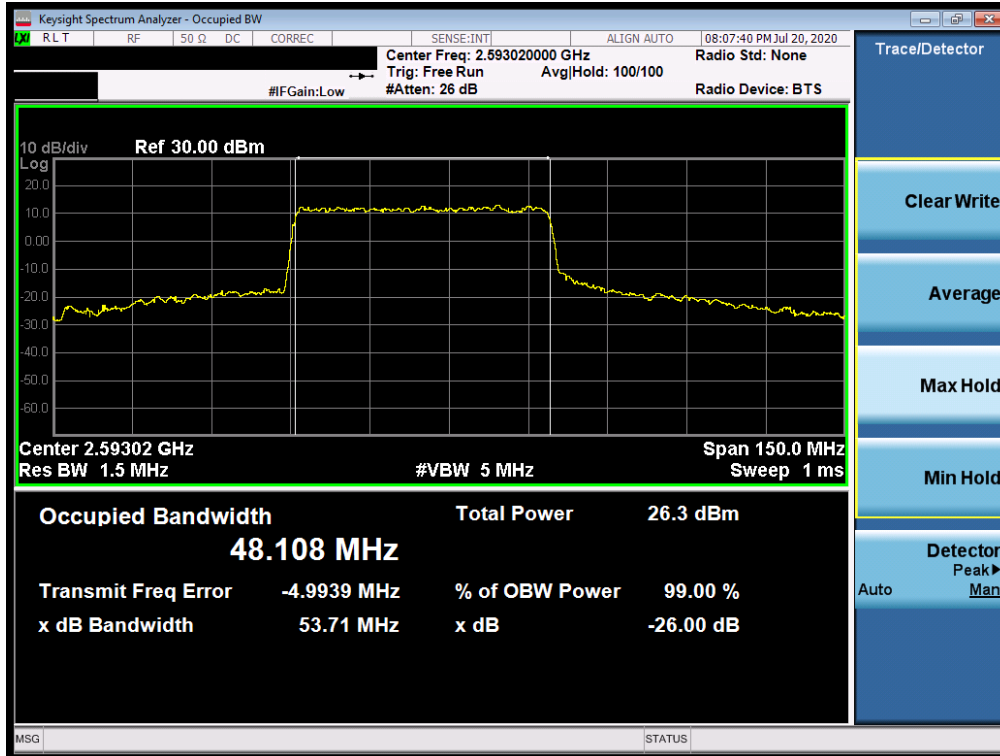 Keysight Spectrum Analyzer - Occupied BW
LXI RLT RF 50 Ω DC CORREC SENSE:INT ALIGN AUTO 08:07:40 PM Jul 20, 2020
Center Freq: 2.593020000 GHz Radio Std: None
Trig: Free Run Avg|Hold: 100/100
#IFGain:Low #Atten: 26 dB Radio Device: BTS
10 dB/div Ref 30.00 dBm
Log
20.0
10.0
0.00
-10.0
-20.0
-30.0
-40.0
-50.0
-60.0
Center 2.59302 GHz Span 150.0 MHz
Res BW 1.5 MHz #VBW 5 MHz Sweep 1 ms
Occupied Bandwidth Total Power 26.3 dBm
48.108 MHz
Transmit Freq Error -4.9939 MHz % of OBW Power 99.00 %
x dB Bandwidth 53.71 MHz x dB -26.00 dB
MSG STATUS
Trace/Detector
Clear Write
Average
Max Hold
Min Hold
Detector
Peak▶
Auto Man